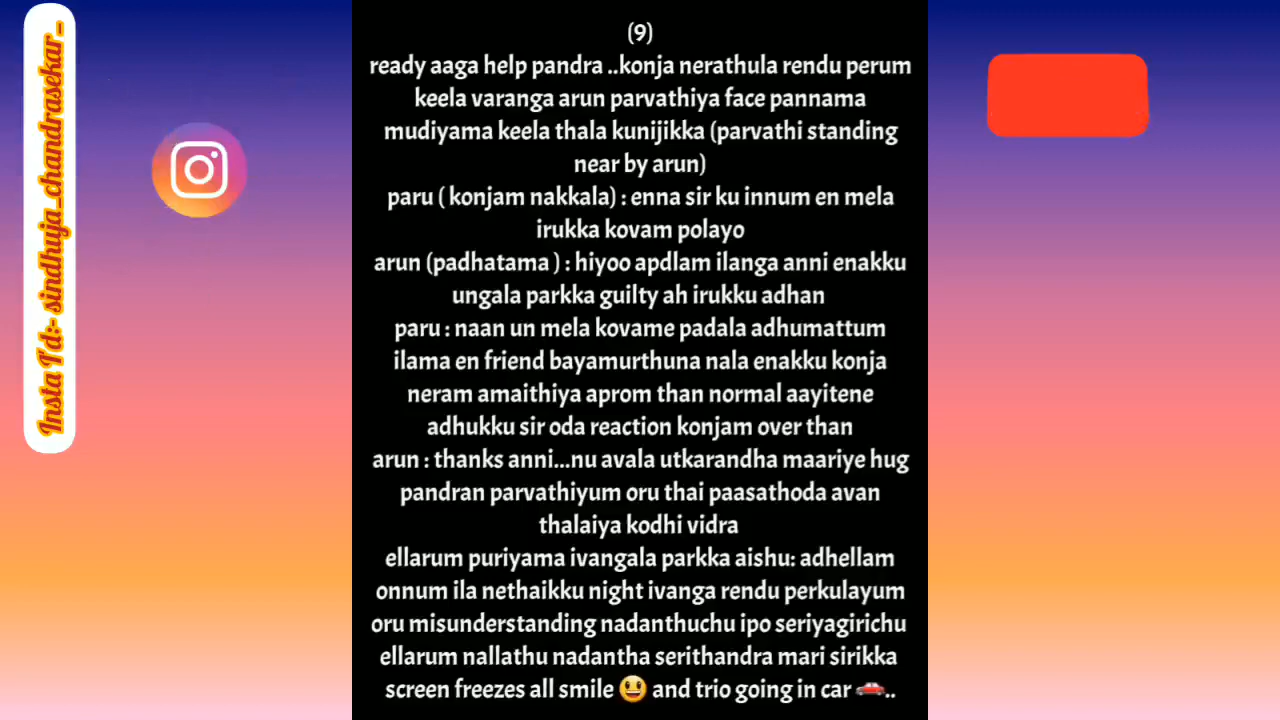 Insta I'd:- sindhuja_chandrasekar_
(9)
ready aaga help pandra ..konja nerathula rendu perum
keela varanga arun parvathiya face pannama
mudiyama keela thala kunijikka (parvathi standing
near by arun)
paru ( konjam nakkala) : enna sir ku innum en mela
irukka kovam polayo
arun (padhatama ) : hiyoo apdlam ilanga anni enakku
ungala parkka guilty ah irukku adhan
paru : naan un mela kovame padala adhumattum
ilama en friend bayamurthuna nala enakku konja
neram amaithiya aprom than normal aayitene
adhukku sir oda reaction konjam over than
arun : thanks anni...nu avala utkarandha maariye hug
pandran parvathiyum oru thai paasathoda avan
thalaiya kodhi vidra
ellarum puriyama ivangala parkka aishu: adhellam
onnum ila nethaikku night ivanga rendu perkulayum
oru misunderstanding nadanthuchu ipo seriyagirichu
ellarum nallathu nadantha serithandra mari sirikka
screen freezes all smile 😃 and trio going in car 🚗..